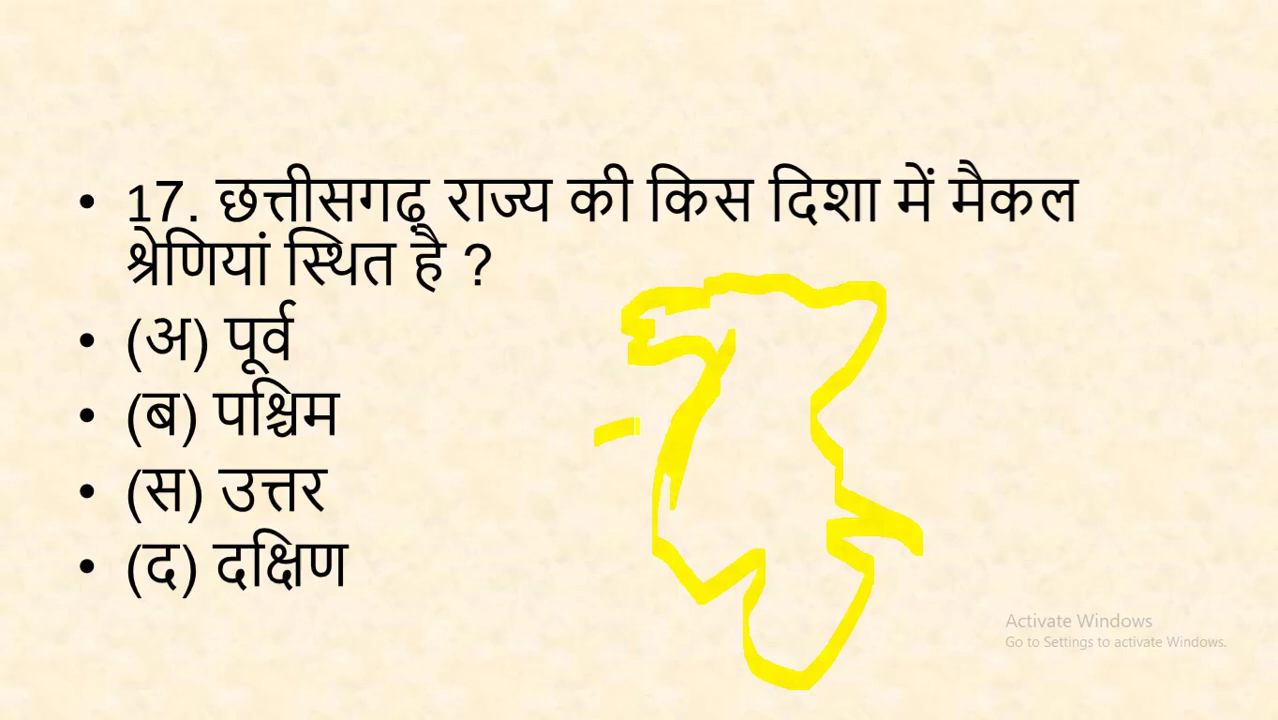 • 17. छत्तीसगढ़ राज्य की किस दिशा में मैकल
श्रेणियां स्थित है ?
• (अ) पूर्व
• (ब) पश्चिम
• (स) उत्तर
• (द) दक्षिण
Activate Windows
Go to Settings to activate Windows.